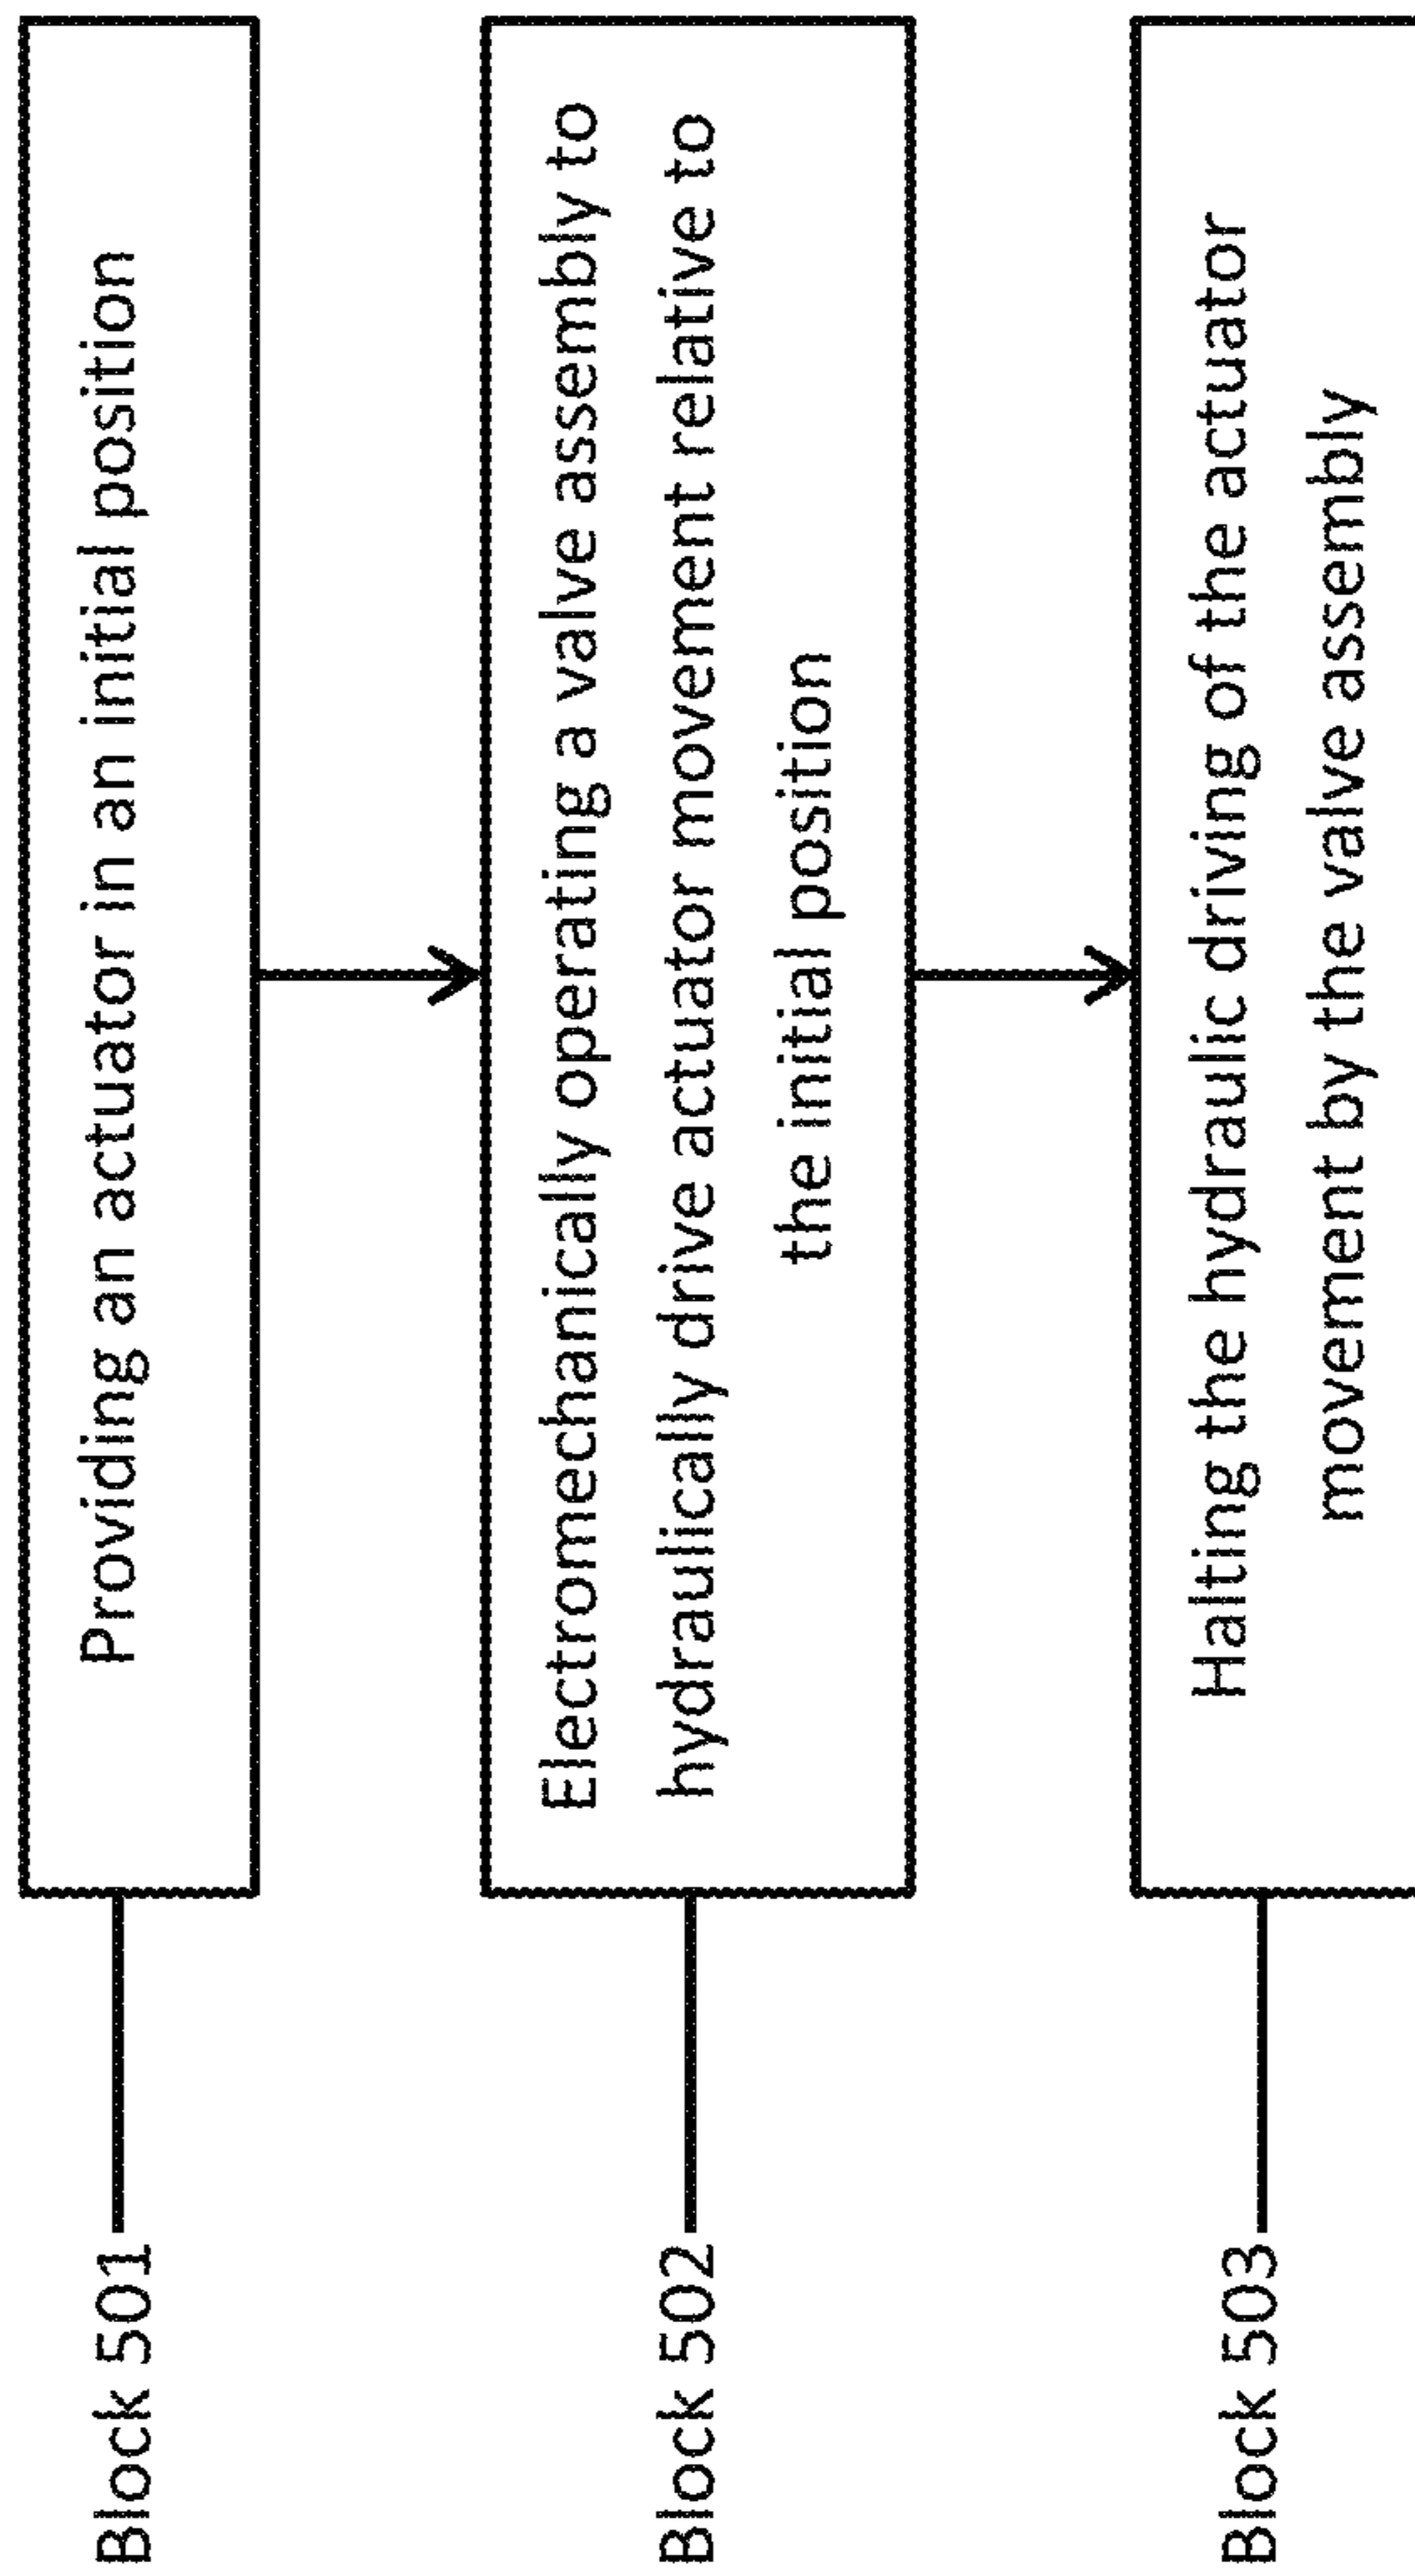 Block 501
Providing an actuator in an initial position
Block 502
Electromechanically operating a valve assembly to
hydraulically drive actuator movement relative to
the initial position
Block 503
Halting the hydraulic driving of the actuator
movement by the valve assembly